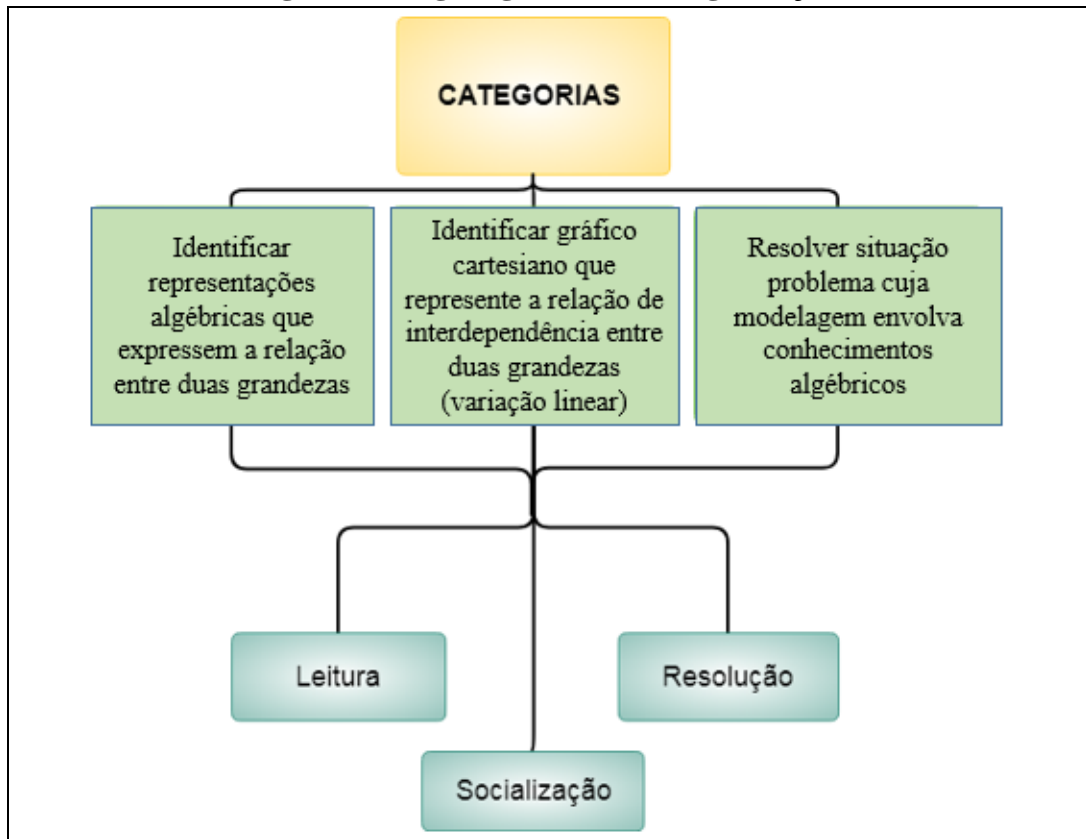 CATEGORIAS
Identificar
representações
algébricas que
expressem a relação
entre duas grandezas
Identificar gráfico
cartesiano que
represente a relação de
interdependência entre
duas grandezas
(variação linear)
Resolver situação
problema cuja
modelagem envolva
conhecimentos
algébricos
Leitura
Resolução
Socialização